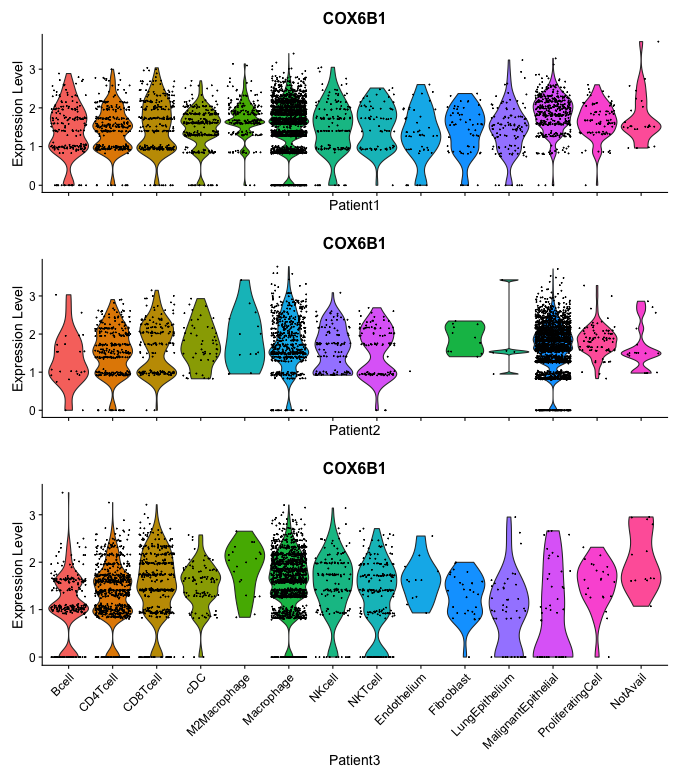 COX6B1
Expression Level
3
2
1
0
Patient1
COX6B1
Expression Level
3
2
1
0
Patient2
COX6B1
Expression Level
3
2
1
0
Bcell
CD4Tcell
CD8Tcell
cDC
M2Macrophage
Macrophage
NKcell
NKTcell
Endothelium
Fibroblast
LungEpithelium
MalignantEpithelial
ProliferatingCell
NotAvail
Patient3